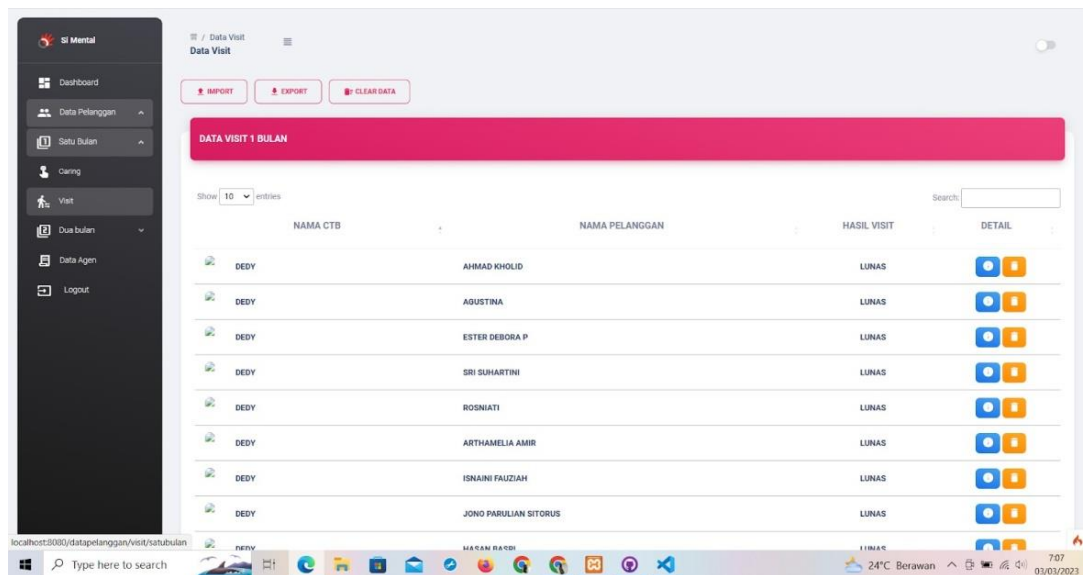 Si Mental
/ Data Visit
Data Visit
Dashboard
Data Pelanggan
Satu Bulan
Caring
Visit
Dua bulan
Data Agen
Logout
IMPORT
EXPORT
CLEAR DATA
DATA VISIT 1 BULAN
Show 10 entries
Search:
NAMA CTB NAMA PELANGGAN HASIL VISIT DETAIL
DEDY AHMAD KHOLID LUNAS
DEDY AGUSTINA LUNAS
DEDY ESTER DEBORA P LUNAS
DEDY SRI SUHARTINI LUNAS
DEDY ROSNIATI LUNAS
DEDY ARTHAMELIA AMIR LUNAS
DEDY ISNAINI FAUZIAH LUNAS
DEDY JONO PARULIAN SITORUS LUNAS
DEDY HASAN BASRI LUNAS
localhost:8080/datapelanggan/visit/satubulan
Type here to search
24°C Berawan
7:07
03/03/2023